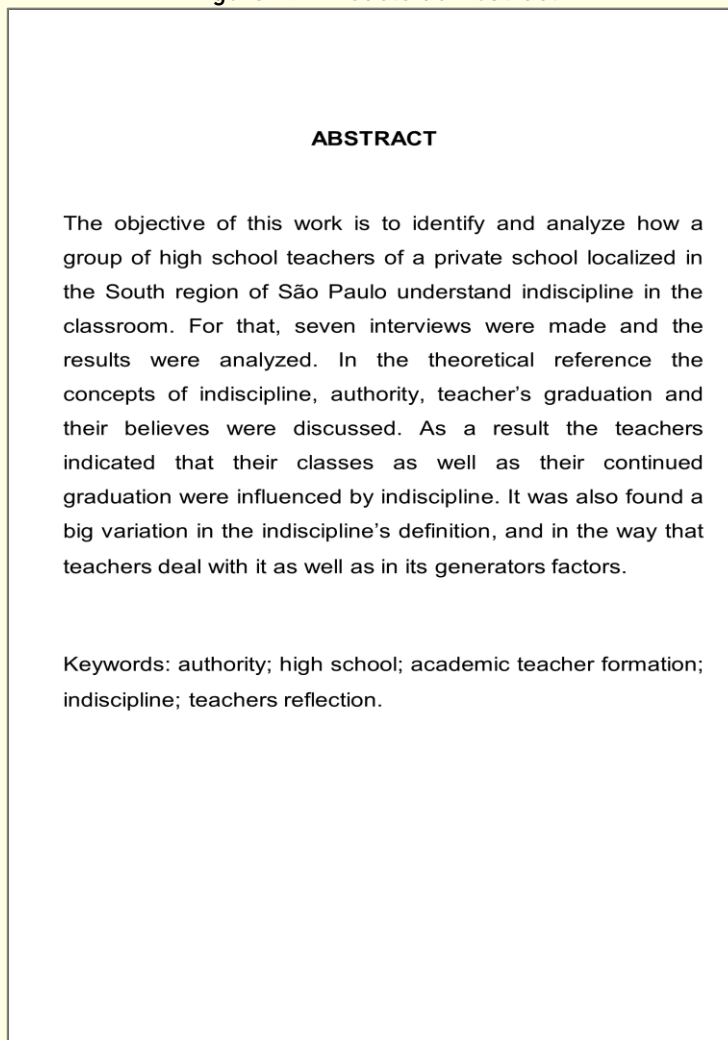 ABSTRACT
The objective of this work is to identify and analyze how a
group of high school teachers of a private school localized in
the South region of São Paulo understand indiscipline in the
classroom. For that, seven interviews were made and the
results were analyzed. In the theoretical reference the
concepts of indiscipline, authority, teacher's graduation and
their believes were discussed. As a result the teachers
indicated that their classes as well as their continued
graduation were influenced by indiscipline. It was also found a
big variation in the indiscipline's definition, and in the way that
teachers deal with it as well as in its generators factors.
Keywords: authority; high school; academic teacher formation;
indiscipline; teachers reflection.